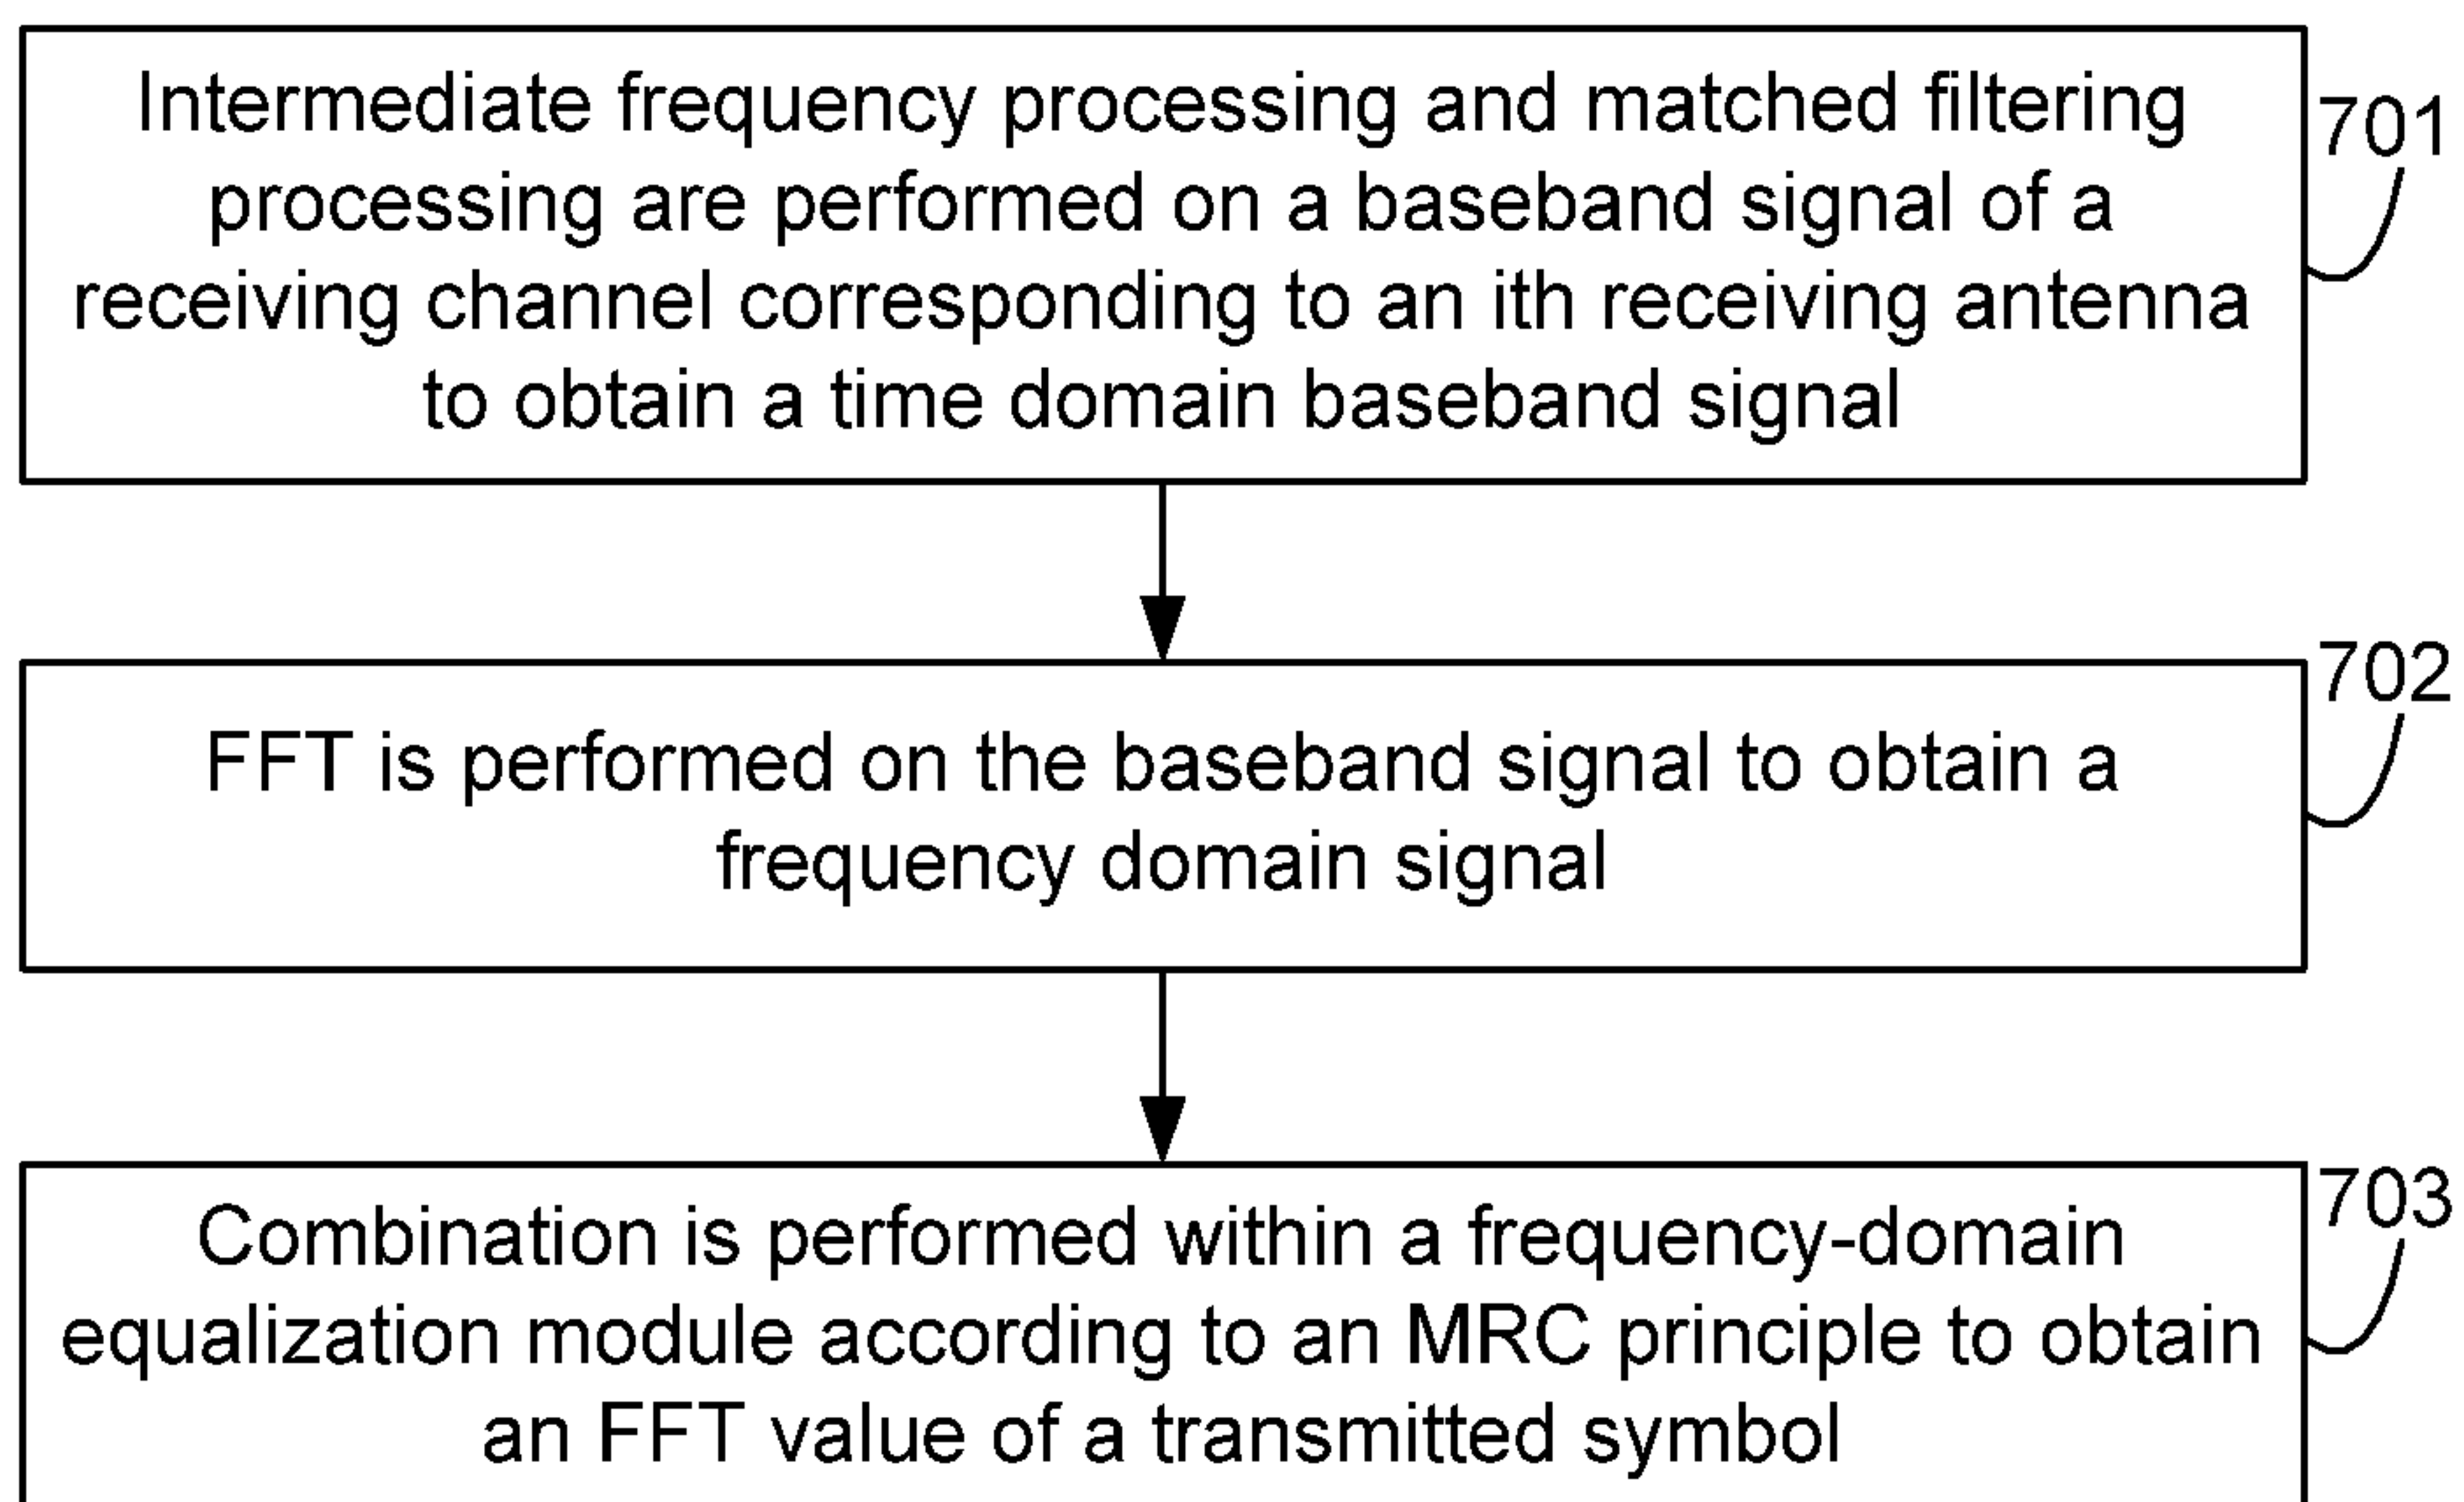 Intermediate frequency processing and matched filtering
processing are performed on a baseband signal of a
receiving channel corresponding to an ith receiving antenna
to obtain a time domain baseband signal
701
FFT is performed on the baseband signal to obtain a
frequency domain signal
702
Combination is performed within a frequency-domain
equalization module according to an MRC principle to obtain
an FFT value of a transmitted symbol
703